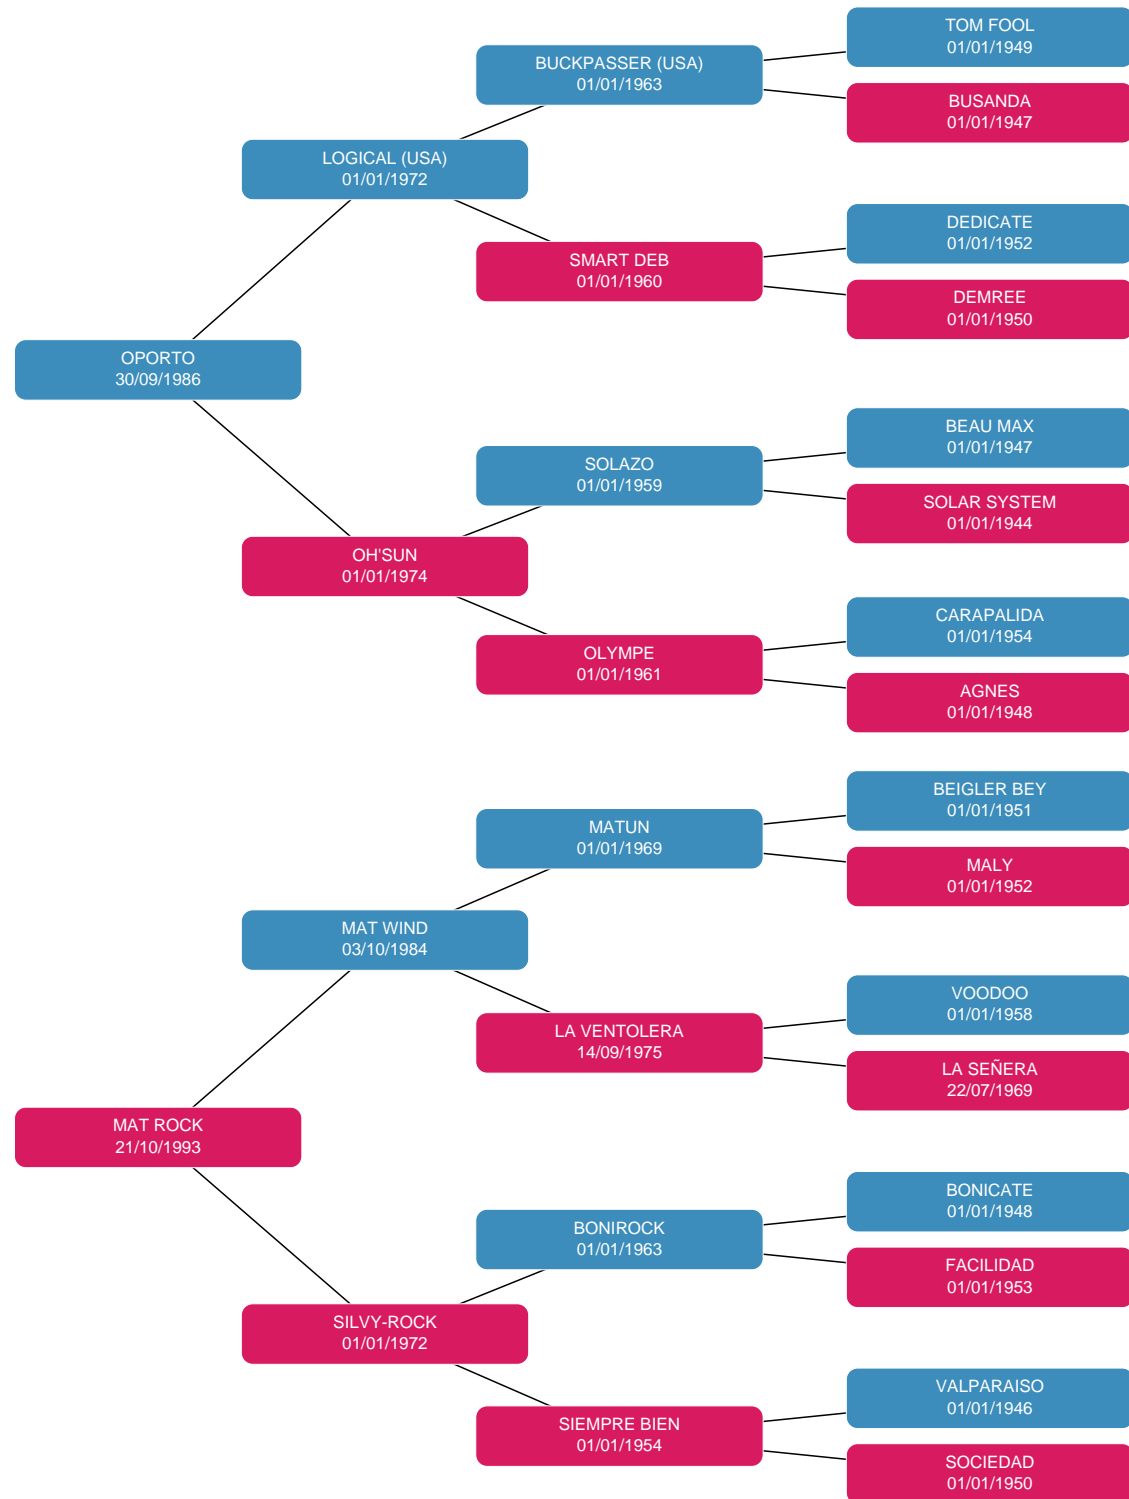 TOM FOOL
01/01/1949
BUCKPASSER (USA)
01/01/1963
BUSANDA
01/01/1947
LOGICAL (USA)
01/01/1972
DEDICATE
01/01/1952
SMART DEB
01/01/1960
DEMREE
01/01/1950
OPORTO
30/09/1986
BEAU MAX
01/01/1947
SOLAZO
01/01/1959
SOLAR SYSTEM
01/01/1944
OH'SUN
01/01/1974
CARAPALIDA
01/01/1954
OLYMPE
01/01/1961
AGNES
01/01/1948
BEIGLER BEY
01/01/1951
MATUN
01/01/1969
MALY
01/01/1952
MAT WIND
03/10/1984
VOODOO
01/01/1958
LA VENTOLERA
14/09/1975
LA SEÑERA
22/07/1969
MAT ROCK
21/10/1993
BONICATE
01/01/1948
BONIROCK
01/01/1963
FACILIDAD
01/01/1953
SILVY-ROCK
01/01/1972
VALPARAISO
01/01/1946
SIEMPRE BIEN
01/01/1954
SOCIEDAD
01/01/1950